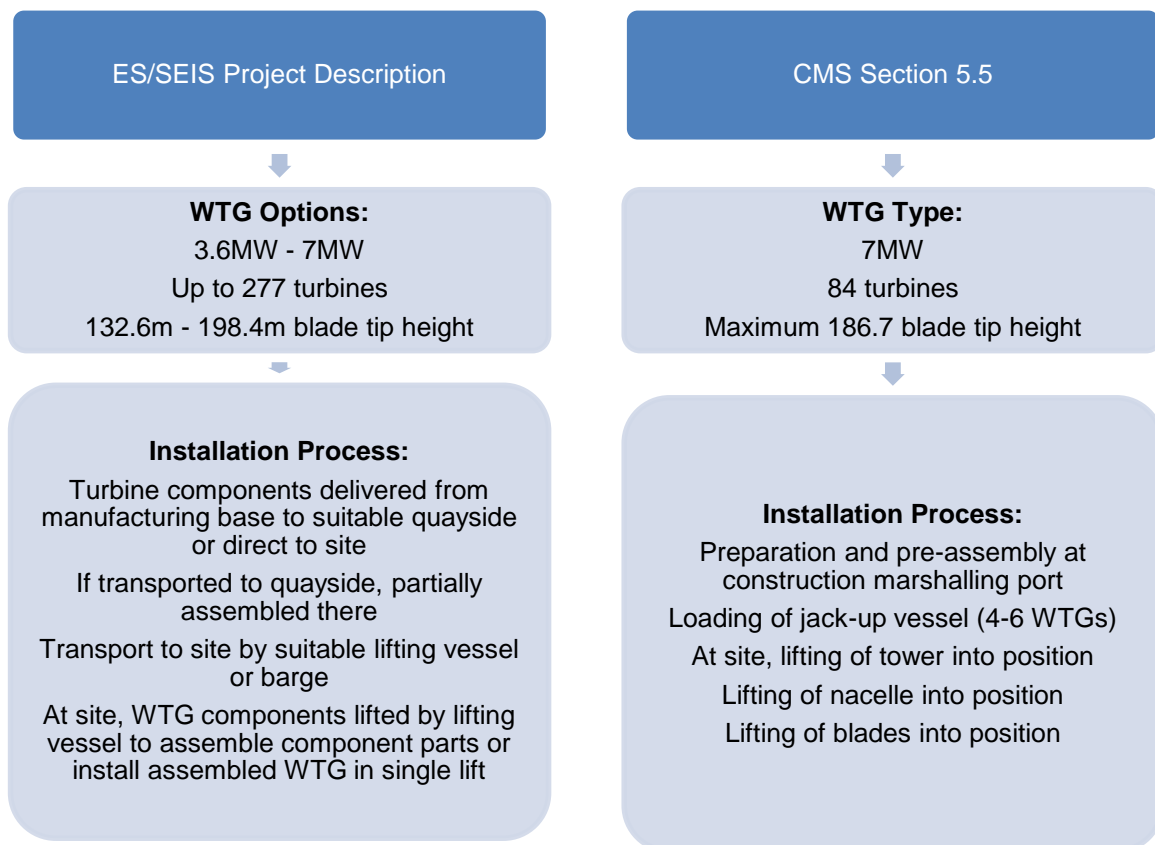 ES/SEIS Project Description
WTG Options:
3.6MW - 7MW
Up to 277 turbines
132.6m - 198.4m blade tip height
Installation Process:
Turbine components delivered from
manufacturing base to suitable quayside
or direct to site
If transported to quayside, partially
assembled there
Transport to site by suitable lifting vessel
or barge
At site, WTG components lifted by lifting
vessel to assemble component parts or
install assembled WTG in single lift
CMS Section 5.5
WTG Type:
7MW
84 turbines
Maximum 186.7 blade tip height
Installation Process:
Preparation and pre-assembly at
construction marshalling port
Loading of jack-up vessel (4-6 WTGs)
At site, lifting of tower into position
Lifting of nacelle into position
Lifting of blades into position